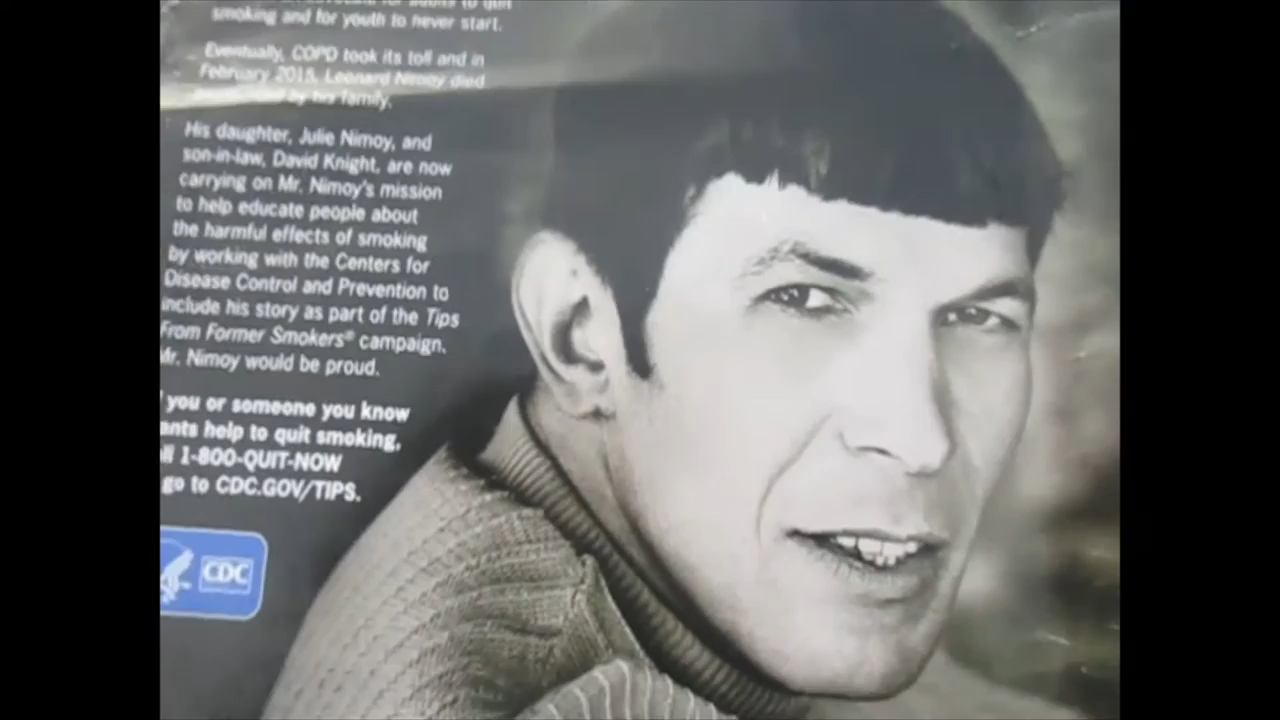 smoking and for youth to never start.
Eventually, COPD took its toll and in
February 2015, Leonard Nimoy died
by his family.
His daughter, Julie Nimoy, and
son-in-law, David Knight, are now
carrying on Mr. Nimoy's mission
to help educate people about
the harmful effects of smoking
by working with the Centers for
Disease Control and Prevention to
include his story as part of the Tips
From Former Smokers® campaign.
Mr. Nimoy would be proud.
you or someone you know
ants help to quit smoking,
ll 1-800-QUIT-NOW
go to CDC.GOV/TIPS.
CDC